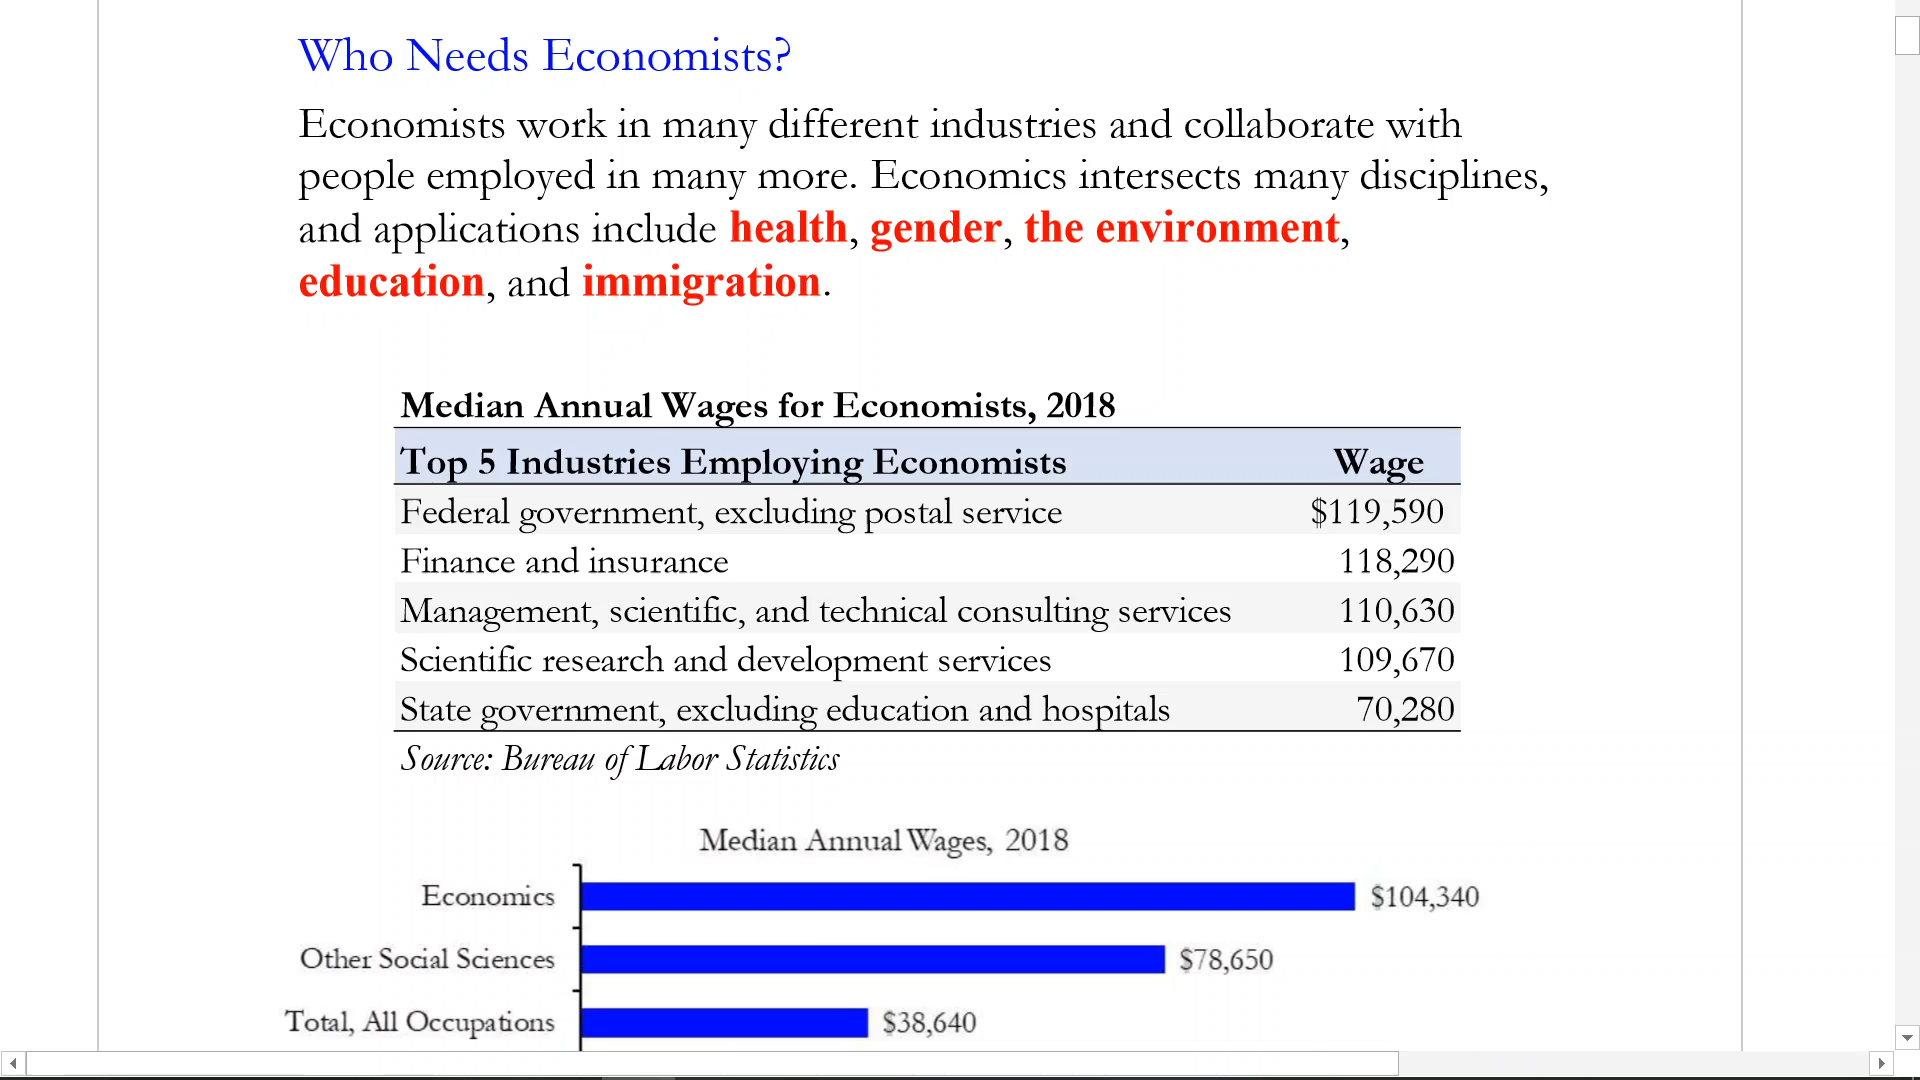 Who Needs Economists?
Economists work in many different industries and collaborate with
people employed in many more. Economics intersects many disciplines,
and applications include health, gender, the environment,
education, and immigration.
Median Annual Wages for Economists, 2018
Top 5 Industries Employing Economists Wage
Federal government, excluding postal service $119,590
Finance and insurance 118,290
Management, scientific, and technical consulting services 110,630
Scientific research and development services 109,670
State government, excluding education and hospitals 70,280
Source: Bureau of Labor Statistics
Median Annual Wages, 2018
Economics $104,340
Other Social Sciences $78,650
Total, All Occupations $38,640